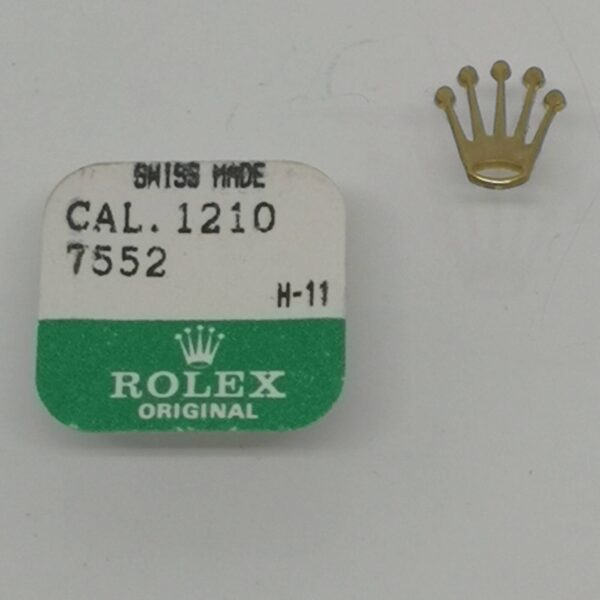 SWISS MADE
CAL. 1210
7552
H-11
ROLEX
ORIGINAL